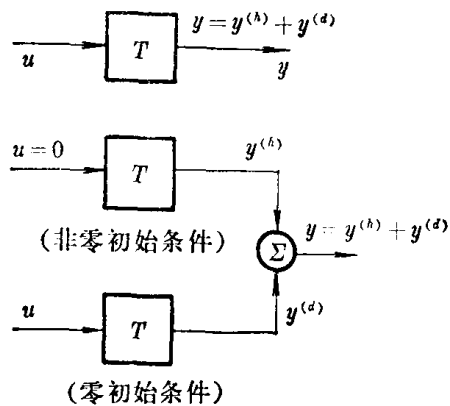 y = y^(h) + y^(d)
T
u
y
u = 0
T
y^(h)
(非零初始条件)
Σ
y = y^(h) + y^(d)
u
T
y^(d)
(零初始条件)